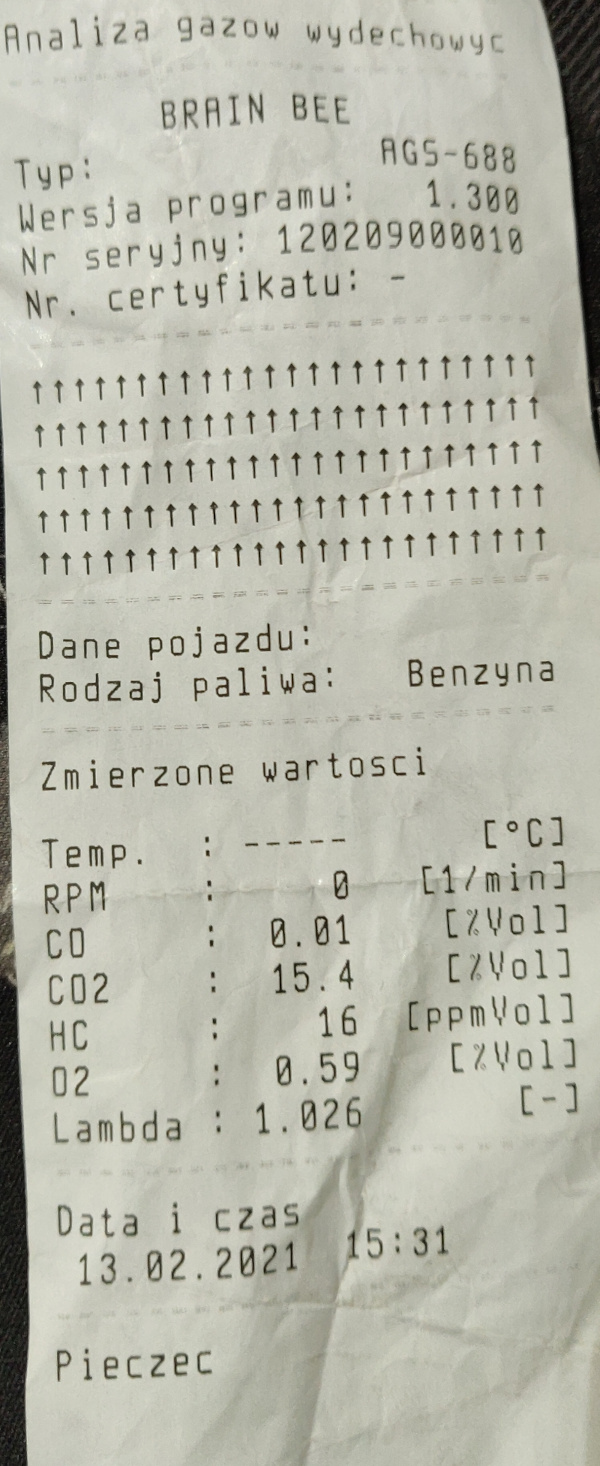 Analiza gazow wydechowyc
BRAIN BEE
Typ: AGS-688
Wersja programu: 1.300
Nr seryjny: 120209000010
Nr. certyfikatu: -
↑↑↑↑↑↑↑↑↑↑↑↑↑↑↑↑↑↑↑↑↑↑↑↑
↑↑↑↑↑↑↑↑↑↑↑↑↑↑↑↑↑↑↑↑↑↑↑↑
↑↑↑↑↑↑↑↑↑↑↑↑↑↑↑↑↑↑↑↑↑↑↑↑
↑↑↑↑↑↑↑↑↑↑↑↑↑↑↑↑↑↑↑↑↑↑↑↑
↑↑↑↑↑↑↑↑↑↑↑↑↑↑↑↑↑↑↑↑↑↑↑↑
Dane pojazdu:
Rodzaj paliwa: Benzyna
Zmierzone wartosci
Temp. : ----- [°C]
RPM : 0 [1/min]
CO : 0.01 [%Vol]
CO2 : 15.4 [%Vol]
HC : 16 [ppmVol]
O2 : 0.59 [%Vol]
Lambda : 1.026 [-]
Data i czas
13.02.2021 15:31
Pieczec